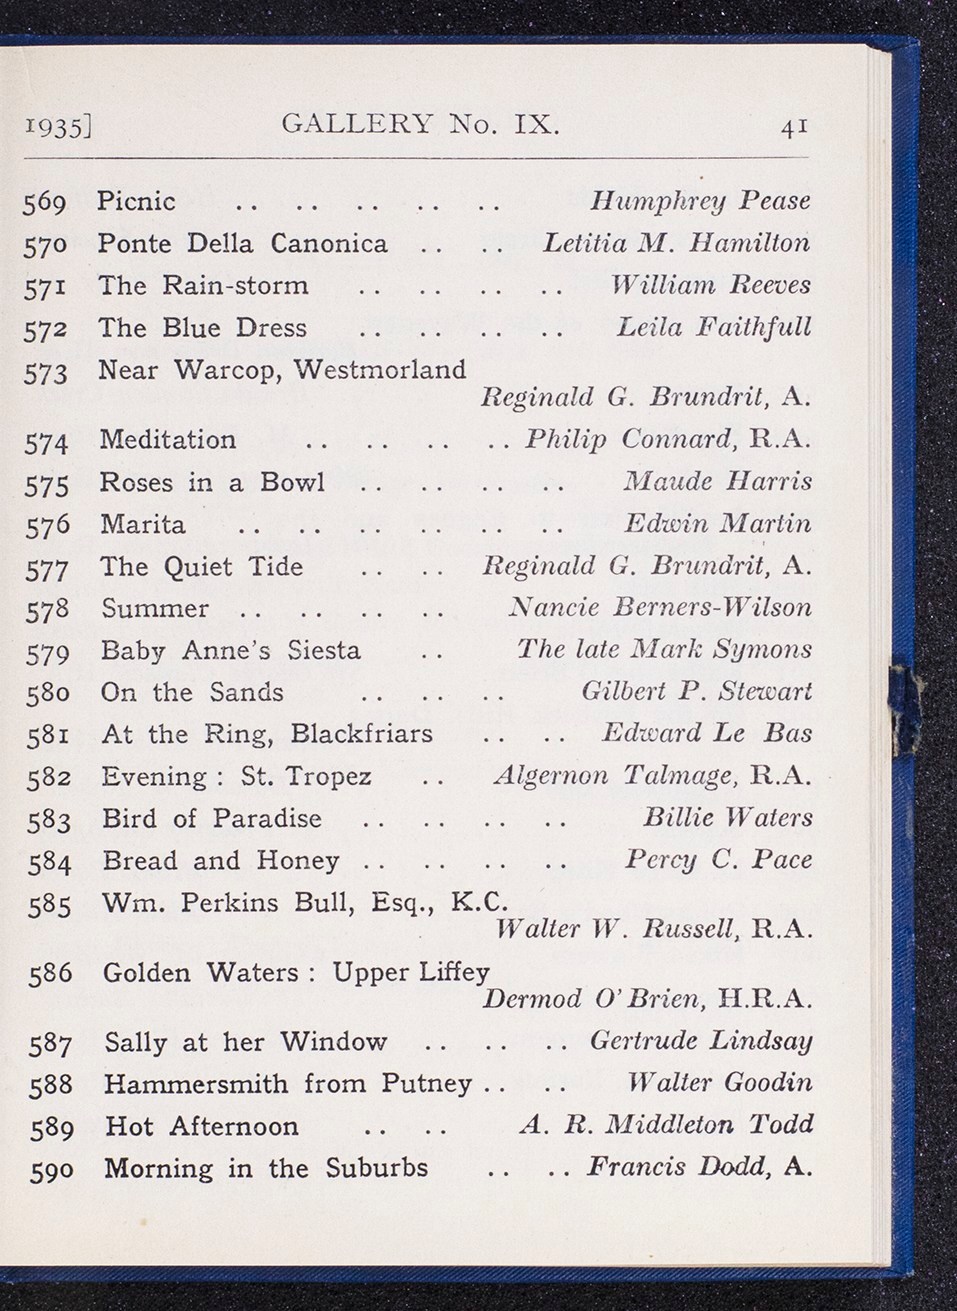 1935] GALLERY No. IX. 41
569 Picnic .. .. .. .. .. Humphrey Pease
570 Ponte Della Canonica .. .. Letitia M. Hamilton
571 The Rain-storm .. .. .. .. William Reeves
572 The Blue Dress .. .. .. .. Leila Faithfull
573 Near Warcop, Westmorland
Reginald G. Brundrit, A.
574 Meditation .. .. .. .. Philip Connard, R.A.
575 Roses in a Bowl .. .. .. .. Maude Harris
576 Marita .. .. .. .. .. .. Edwin Martin
577 The Quiet Tide .. .. Reginald G. Brundrit, A.
578 Summer .. .. .. .. Nancie Berners-Wilson
579 Baby Anne's Siesta .. The late Mark Symons
580 On the Sands .. .. .. Gilbert P. Stewart
581 At the Ring, Blackfriars .. .. Edward Le Bas
582 Evening : St. Tropez .. Algernon Talmage, R.A.
583 Bird of Paradise .. .. .. .. Billie Waters
584 Bread and Honey .. .. .. .. Percy C. Pace
585 Wm. Perkins Bull, Esq., K.C.
Walter W. Russell, R.A.
586 Golden Waters : Upper Liffey
Dermod O'Brien, H.R.A.
587 Sally at her Window .. .. .. Gertrude Lindsay
588 Hammersmith from Putney .. .. Walter Goodin
589 Hot Afternoon .. .. A. R. Middleton Todd
590 Morning in the Suburbs .. .. Francis Dodd, A.